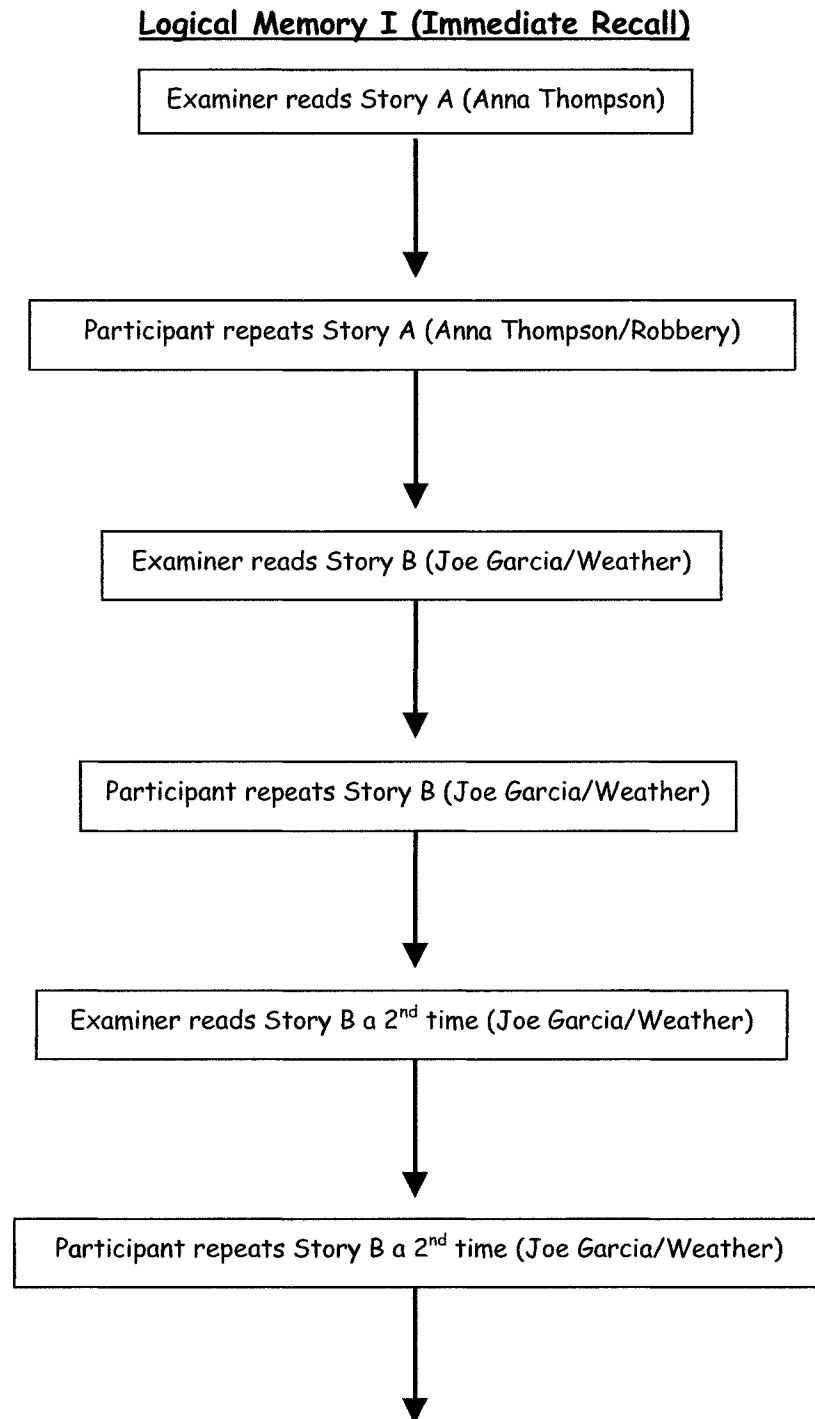 Logical Memory I (Immediate Recall)
Examiner reads Story A (Anna Thompson)
Participant repeats Story A (Anna Thompson/Robbery)
Examiner reads Story B (Joe Garcia/Weather)
Participant repeats Story B (Joe Garcia/Weather)
Examiner reads Story B a 2nd time (Joe Garcia/Weather)
Participant repeats Story B a 2nd time (Joe Garcia/Weather)